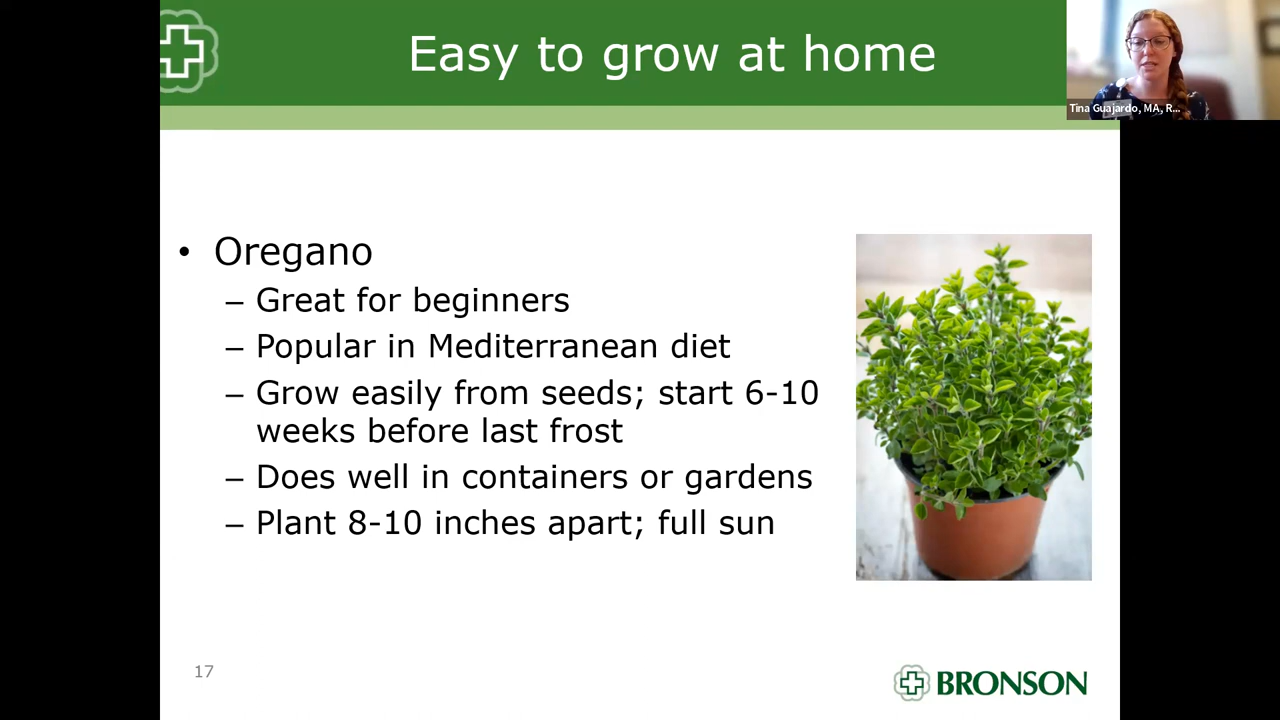 Easy to grow at home
Tina Guajardo, MA, R...
• Oregano
– Great for beginners
– Popular in Mediterranean diet
– Grow easily from seeds; start 6-10
weeks before last frost
– Does well in containers or gardens
– Plant 8-10 inches apart; full sun
17
BRONSON